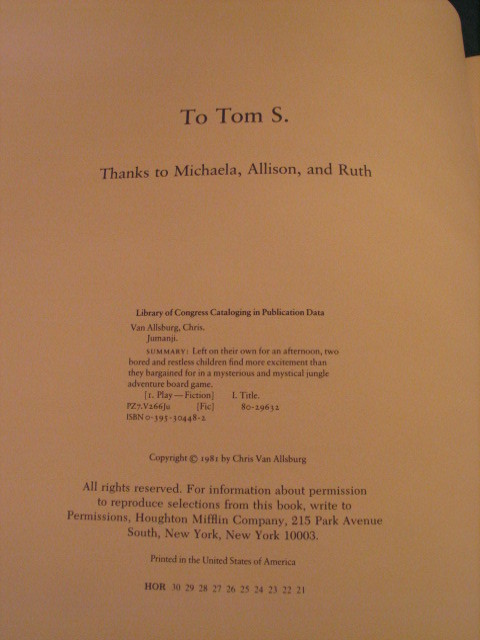 To Tom S.
Thanks to Michaela, Allison, and Ruth
Library of Congress Cataloging in Publication Data
Van Allsburg, Chris.
Jumanji.
SUMMARY: Left on their own for an afternoon, two
bored and restless children find more excitement than
they bargained for in a mysterious and mystical jungle
adventure board game.
[1. Play — Fiction] I. Title.
PZ7.V266Ju [Fic] 80-29632
ISBN 0-395-30448-2
Copyright © 1981 by Chris Van Allsburg
All rights reserved. For information about permission
to reproduce selections from this book, write to
Permissions, Houghton Mifflin Company, 215 Park Avenue
South, New York, New York 10003.
Printed in the United States of America
HOR 30 29 28 27 26 25 24 23 22 21